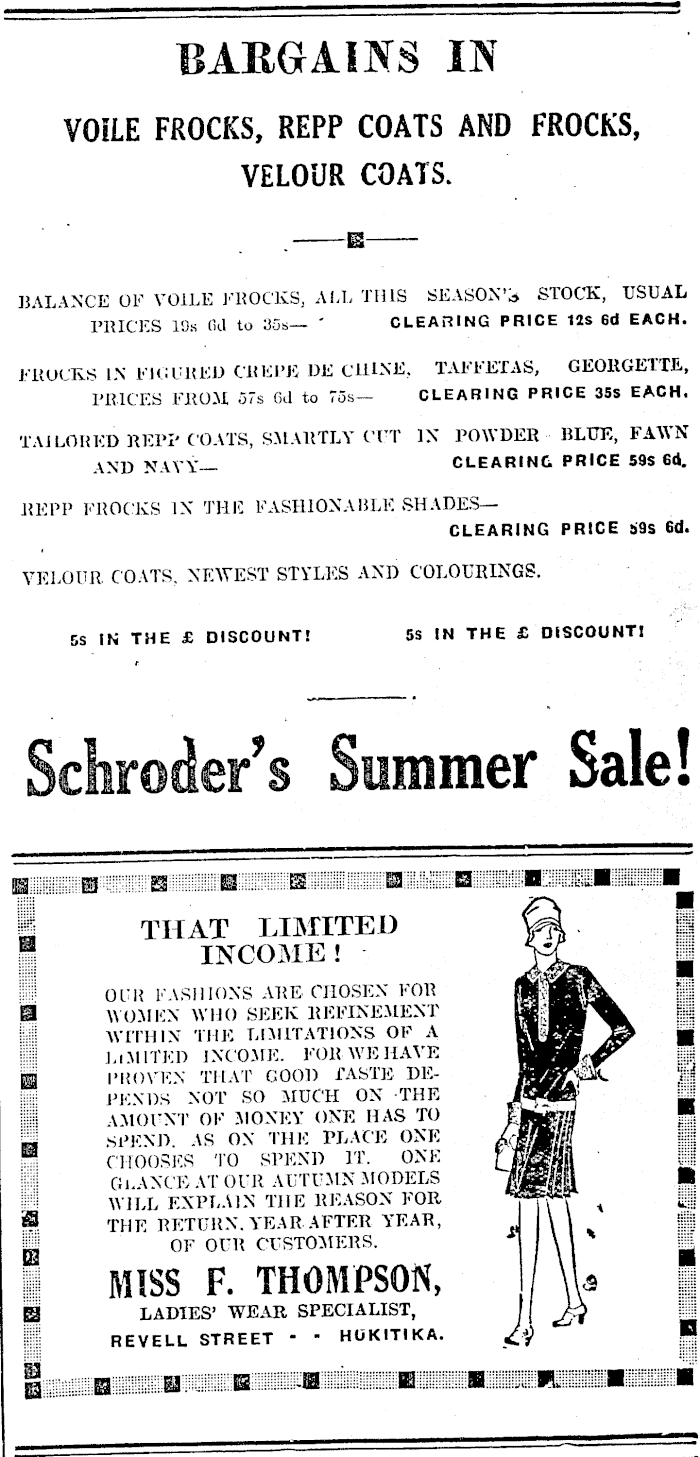 BARGAINS IN
VOILE FROCKS, REPP COATS AND FROCKS,
VELOUR COATS.
BALANCE OF VOILE FROCKS, ALL THIS SEASON'S STOCK, USUAL
PRICES 19s 6d to 35s— CLEARING PRICE 12s 6d EACH.
FROCKS IN FIGURED CREPE DE CHINE, TAFFETAS, GEORGETTE,
PRICES FROM 57s 6d to 75s— CLEARING PRICE 35s EACH.
TAILORED REPP COATS, SMARTLY CUT IN POWDER BLUE, FAWN
AND NAVY— CLEARING PRICE 59s 6d.
REPP FROCKS IN THE FASHIONABLE SHADES—
CLEARING PRICE 59s 6d.
VELOUR COATS, NEWEST STYLES AND COLOURINGS.
5s IN THE £ DISCOUNT! 5s IN THE £ DISCOUNT!
Schroder's Summer Sale!
THAT LIMITED
INCOME!
OUR FASHIONS ARE CHOSEN FOR
WOMEN WHO SEEK REFINEMENT
WITHIN THE LIMITATIONS OF A
LIMITED INCOME. FOR WE HAVE
PROVEN THAT GOOD TASTE DE-
PENDS NOT SO MUCH ON THE
AMOUNT OF MONEY ONE HAS TO
SPEND, AS ON THE PLACE ONE
CHOOSES TO SPEND IT. ONE
GLANCE AT OUR AUTUMN MODELS
WILL EXPLAIN THE REASON FOR
THE RETURN, YEAR AFTER YEAR,
OF OUR CUSTOMERS.
MISS F. THOMPSON,
LADIES' WEAR SPECIALIST,
REVELL STREET - - HOKITIKA.